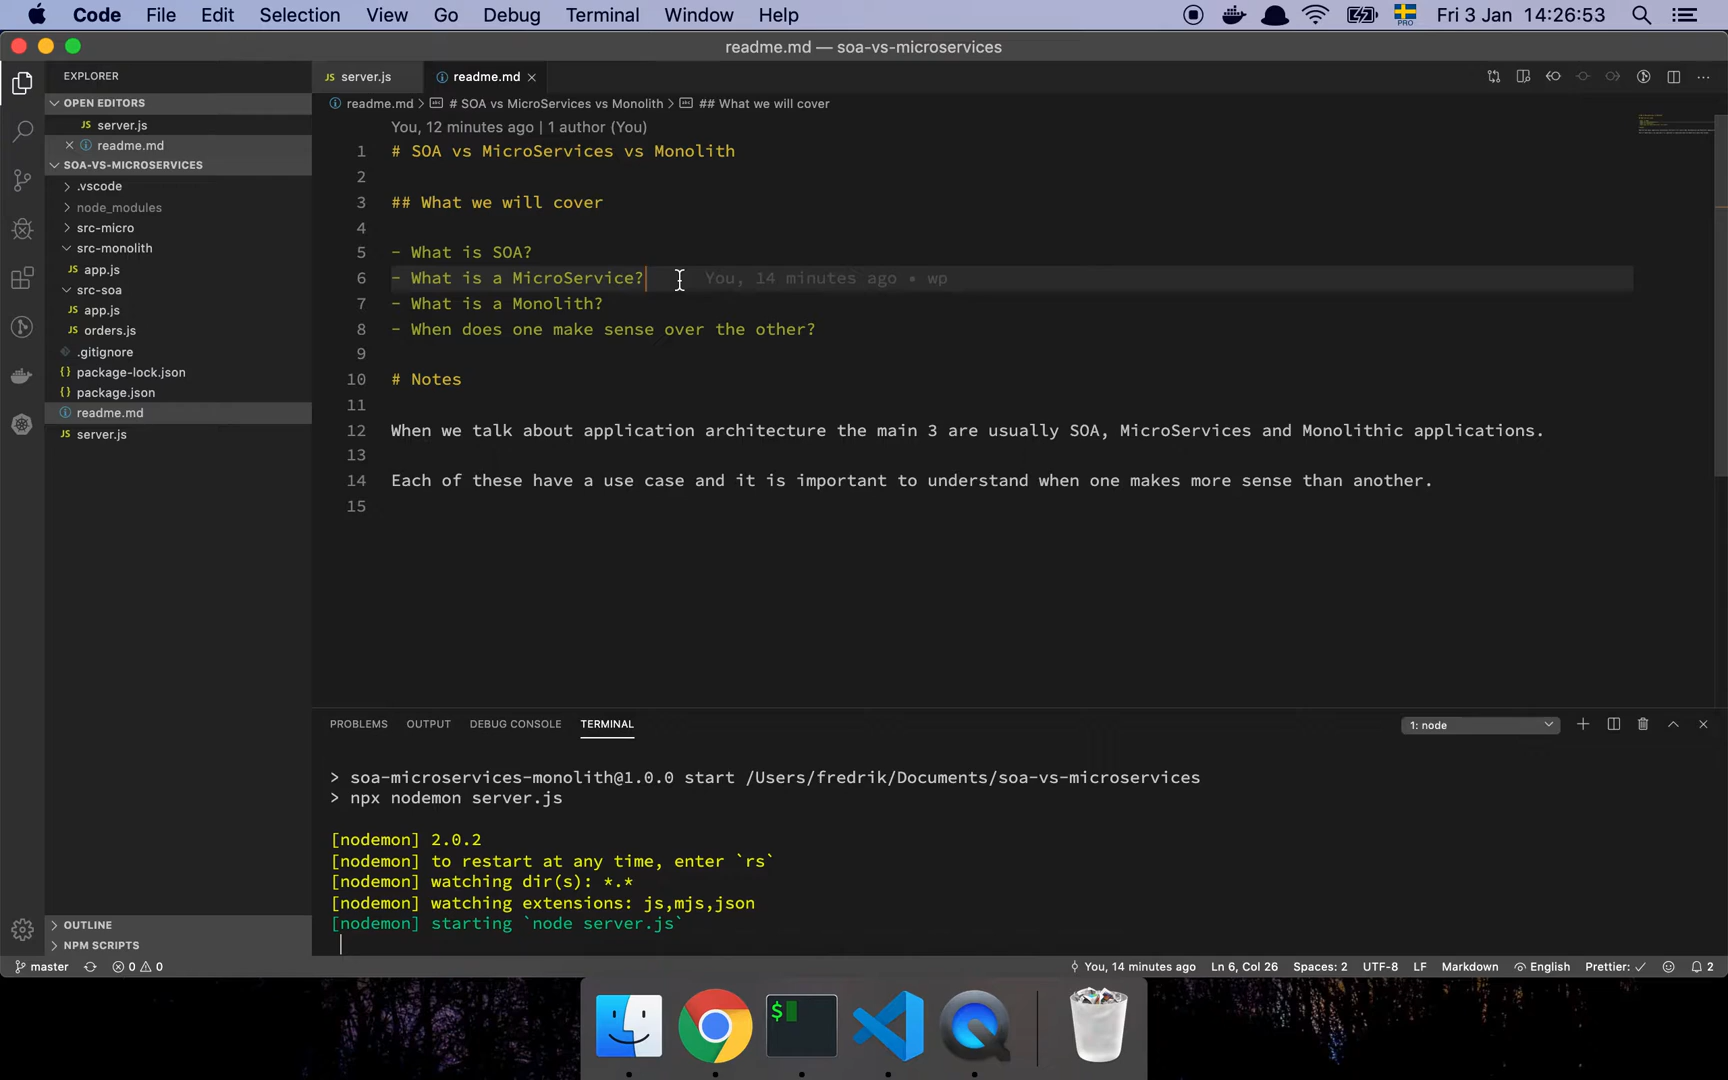 Code File Edit Selection View Go Debug Terminal Window Help PRO Fri 3 Jan 14:26:53
readme.md — soa-vs-microservices
EXPLORER
OPEN EDITORS
JS server.js
readme.md
SOA-VS-MICROSERVICES
.vscode
node_modules
src-micro
src-monolith
JS app.js
src-soa
JS app.js
JS orders.js
.gitignore
{} package-lock.json
{} package.json
readme.md
JS server.js
OUTLINE
NPM SCRIPTS
JS server.js readme.md
readme.md > # SOA vs MicroServices vs Monolith > ## What we will cover
You, 12 minutes ago | 1 author (You)
1 # SOA vs MicroServices vs Monolith
2
3 ## What we will cover
4
5 - What is SOA?
6 - What is a MicroService? You, 14 minutes ago • wp
7 - What is a Monolith?
8 - When does one make sense over the other?
9
10 # Notes
11
12 When we talk about application architecture the main 3 are usually SOA, MicroServices and Monolithic applications.
13
14 Each of these have a use case and it is important to understand when one makes more sense than another.
15
PROBLEMS OUTPUT DEBUG CONSOLE TERMINAL 1: node
> soa-microservices-monolith@1.0.0 start /Users/fredrik/Documents/soa-vs-microservices
> npx nodemon server.js
[nodemon] 2.0.2
[nodemon] to restart at any time, enter `rs`
[nodemon] watching dir(s): *.*
[nodemon] watching extensions: js,mjs,json
[nodemon] starting `node server.js`
master 0 0 You, 14 minutes ago Ln 6, Col 26 Spaces: 2 UTF-8 LF Markdown English Prettier: ✓ 2
$